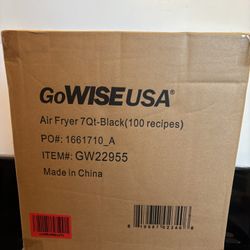 GoWISEUSA®
Air Fryer 7Qt-Black(100 recipes)
PO#: 1661710_A
ITEM#: GW22955
Made in China